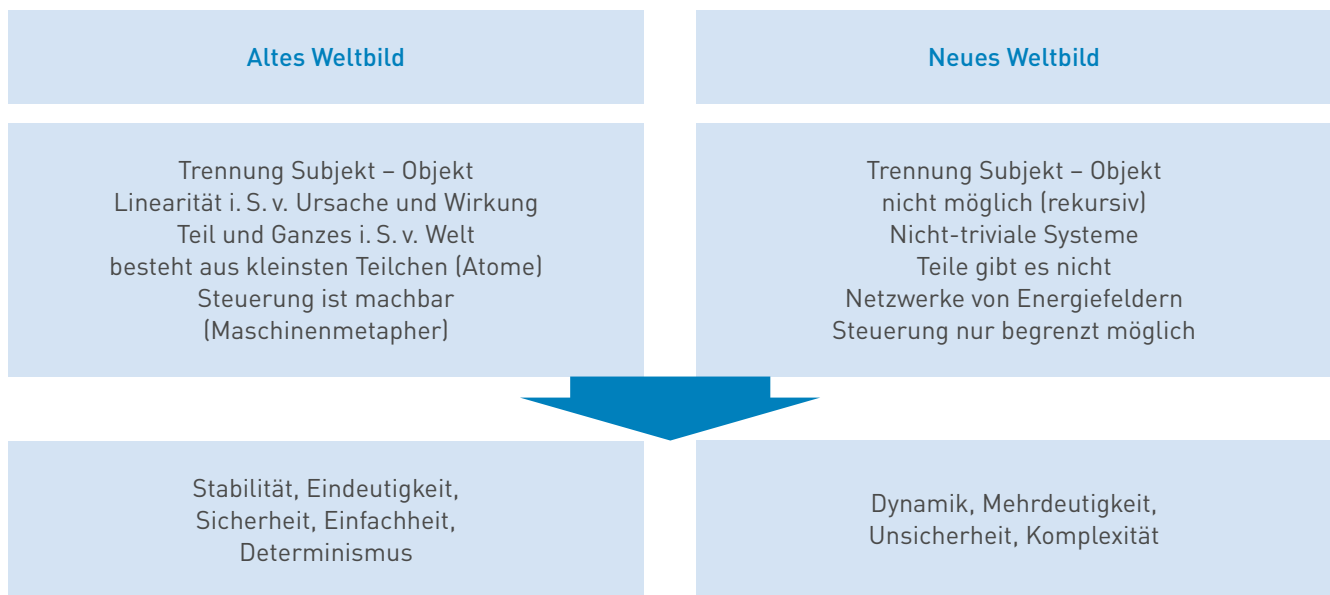 Altes Weltbild
Trennung Subjekt – Objekt
Linearität i. S. v. Ursache und Wirkung
Teil und Ganzes i. S. v. Welt
besteht aus kleinsten Teilchen (Atome)
Steuerung ist machbar
(Maschinenmetapher)
Stabilität, Eindeutigkeit,
Sicherheit, Einfachheit,
Determinismus
Neues Weltbild
Trennung Subjekt – Objekt
nicht möglich (rekursiv)
Nicht-triviale Systeme
Teile gibt es nicht
Netzwerke von Energiefeldern
Steuerung nur begrenzt möglich
Dynamik, Mehrdeutigkeit,
Unsicherheit, Komplexität